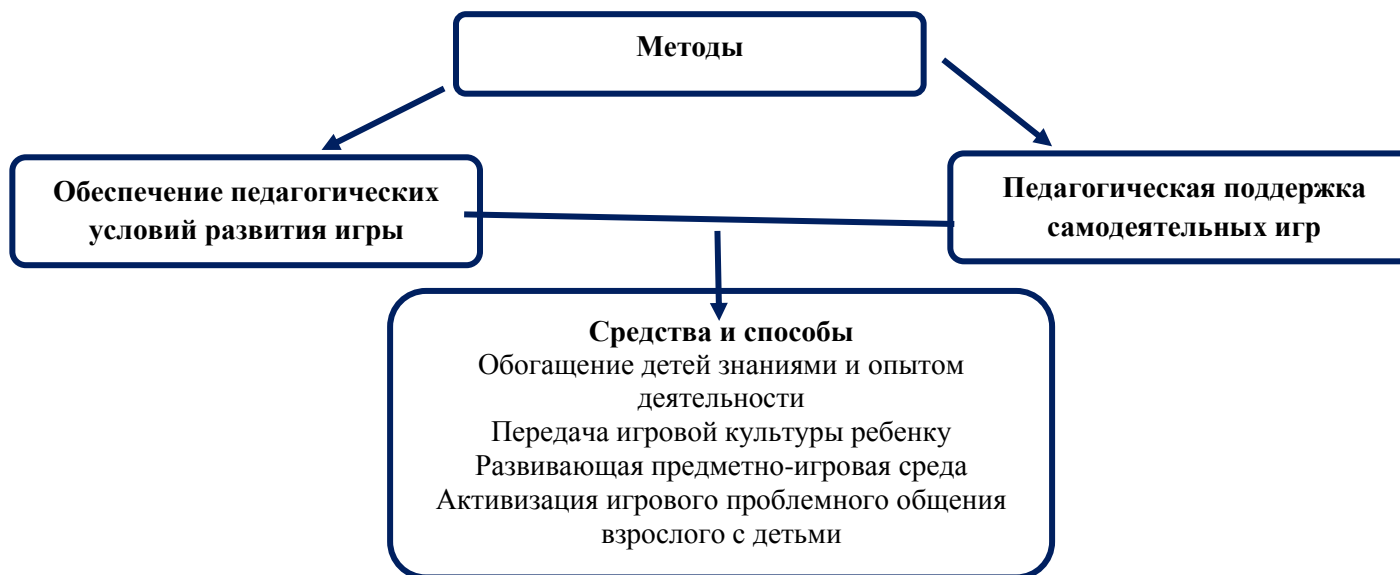 Методы
Обеспечение педагогических
условий развития игры
Педагогическая поддержка
самодеятельных игр
Средства и способы
Обогащение детей знаниями и опытом
деятельности
Передача игровой культуры ребенку
Развивающая предметно-игровая среда
Активизация игрового проблемного общения
взрослого с детьми